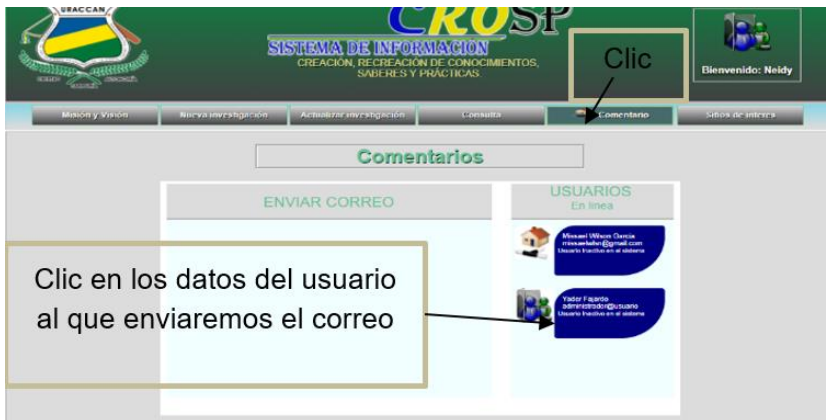 URACCAN
CROSP
SISTEMA DE INFORMACION
CREACIÓN, RECREACIÓN DE CONOCIMIENTOS,
SABERES Y PRÁCTICAS
Clic
Bienvenido: Neidy
Misión y Visión
Nueva investigación
Actualizar investigación
Consulta
Comentario
Sitios de interes
Comentarios
ENVIAR CORREO
USUARIOS
En linea
Missael Wilson Garcia
Usuario Inactivo en el sistema
Clic en los datos del usuario
al que enviaremos el correo
Yader Fajardo
administrador@usuario
Usuario Inactivo en el sistema